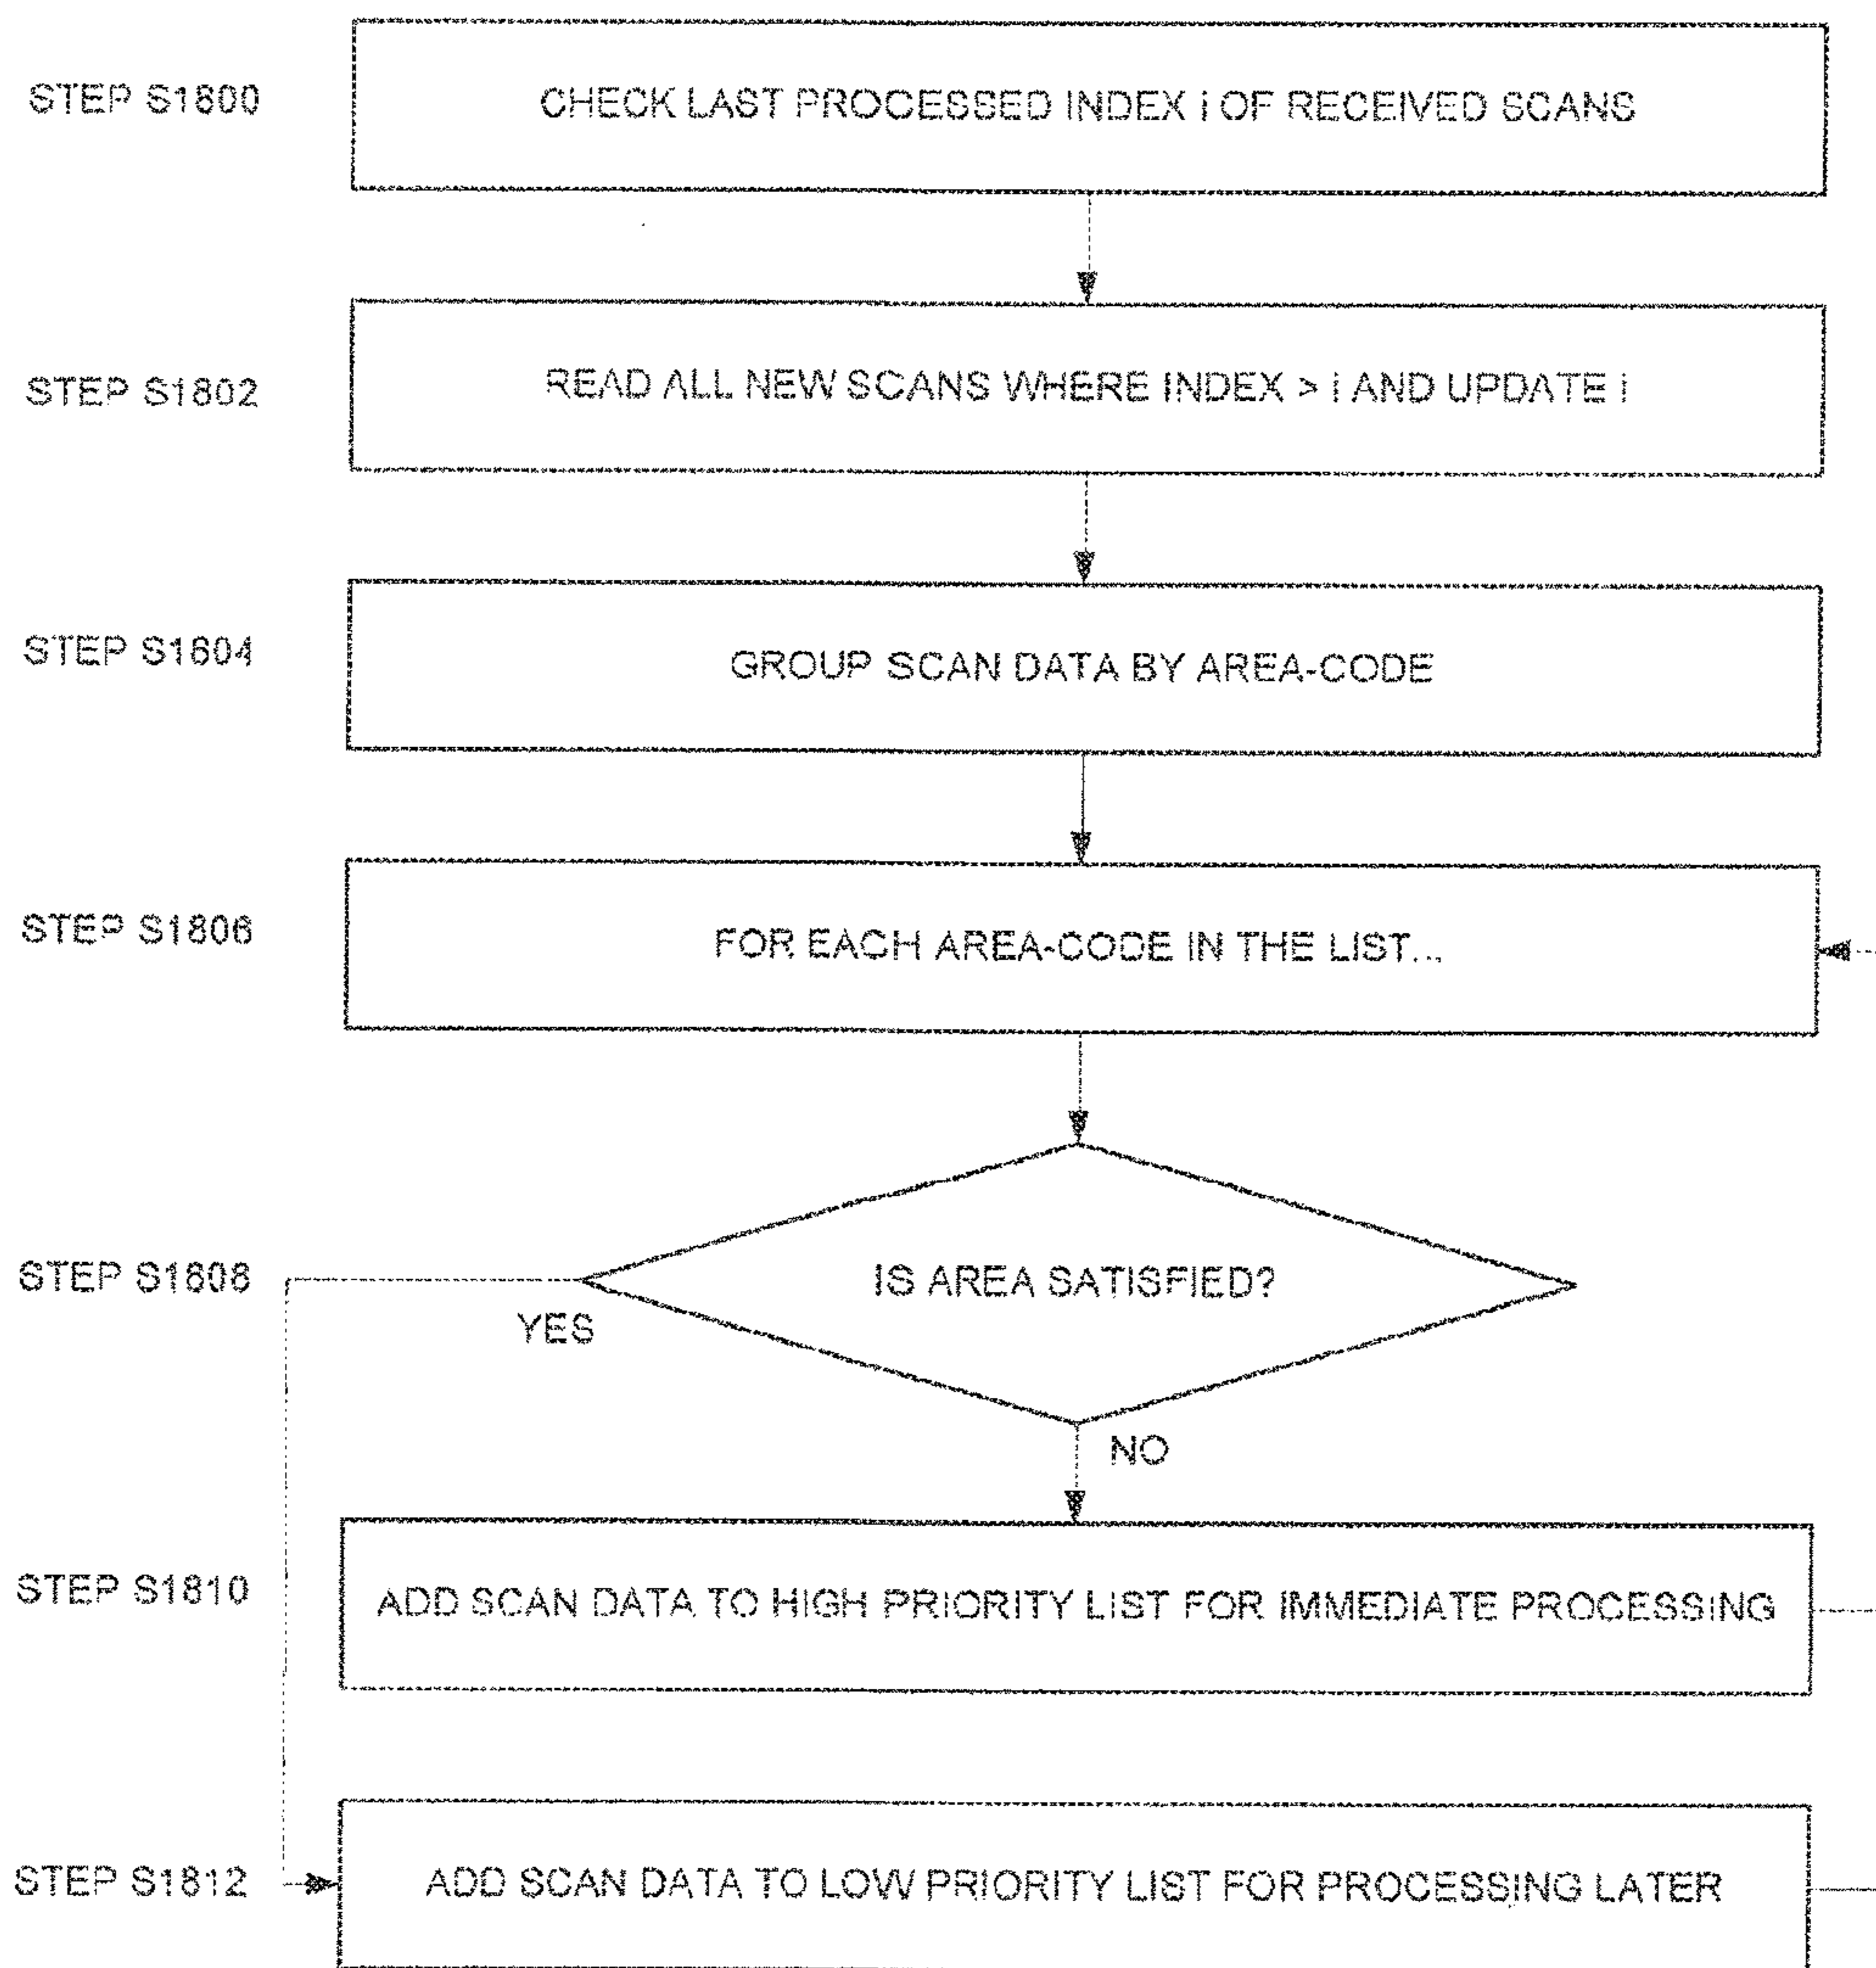 STEP S1800
CHECK LAST PROCESSED INDEX i OF RECEIVED SCANS
STEP S1802
READ ALL NEW SCANS WHERE INDEX > i AND UPDATE i
STEP S1804
GROUP SCAN DATA BY AREA-CODE
STEP S1806
FOR EACH AREA-CODE IN THE LIST...
STEP S1808
IS AREA SATISFIED?
YES
NO
STEP S1810
ADD SCAN DATA TO HIGH PRIORITY LIST FOR IMMEDIATE PROCESSING
STEP S1812
ADD SCAN DATA TO LOW PRIORITY LIST FOR PROCESSING LATER